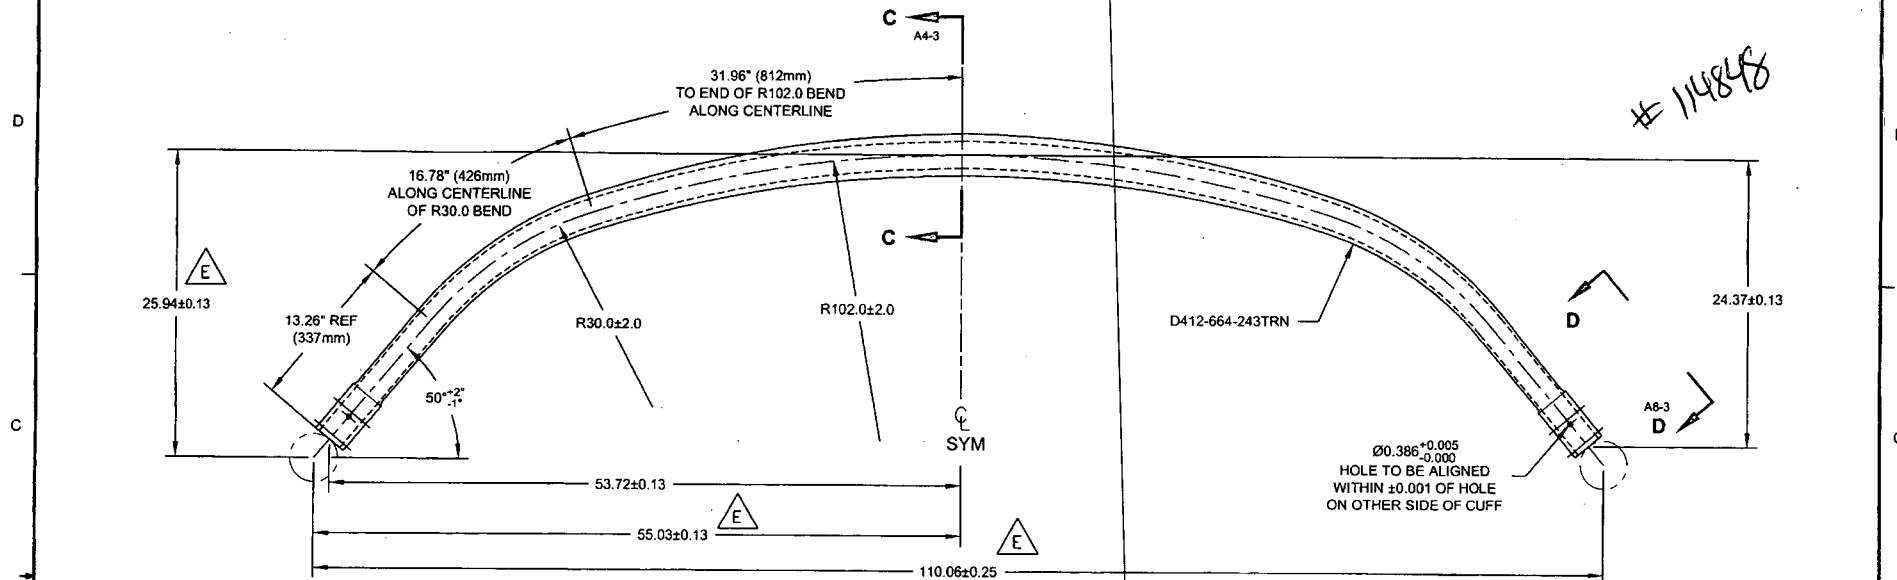 C
A4-3
# 114848
31.96" (812mm)
TO END OF R102.0 BEND
ALONG CENTERLINE
D
16.78" (426mm)
ALONG CENTERLINE
OF R30.0 BEND
C
E
25.94±0.13
13.26" REF
(337mm)
R30.0±2.0
R102.0±2.0
D412-664-243TRN
D
24.37±0.13
50°+2°
-1°
C
CL
SYM
A8-3
D
Ø0.386+0.005
-0.000
HOLE TO BE ALIGNED
WITHIN ±0.001 OF HOLE
ON OTHER SIDE OF CUFF
53.72±0.13
E
55.03±0.13
E
110.06±0.25